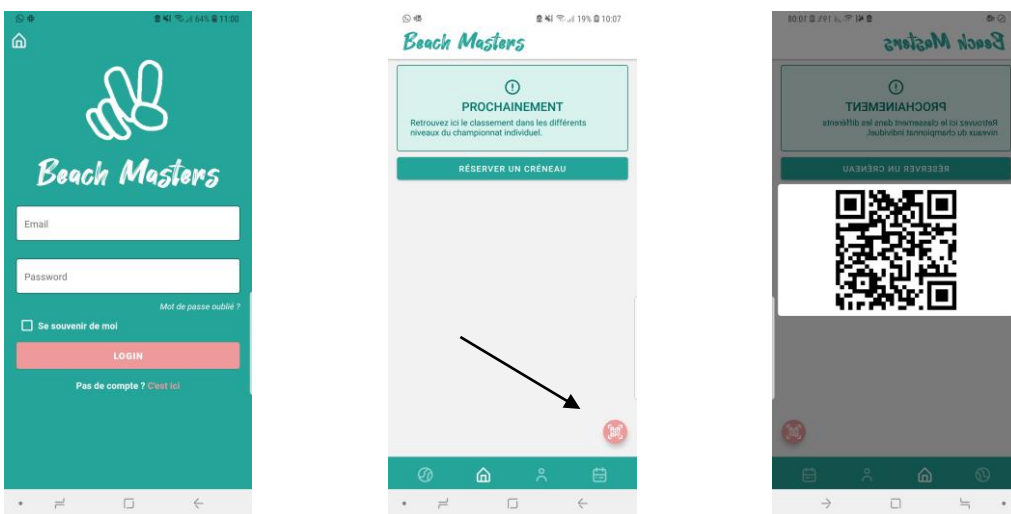 64% 11:00
Beach Masters
Email
Password
Mot de passe oublié ?
Se souvenir de moi
LOGIN
Pas de compte ? C'est ici
19% 10:07
Beach Masters
PROCHAINEMENT
Retrouvez ici le classement dans les différents
niveaux du championnat individuel.
RÉSERVER UN CRÉNEAU
19% 10:08
Beach Masters
PROCHAINEMENT
Retrouvez ici le classement dans les différents
niveaux du championnat individuel.
RÉSERVER UN CRÉNEAU